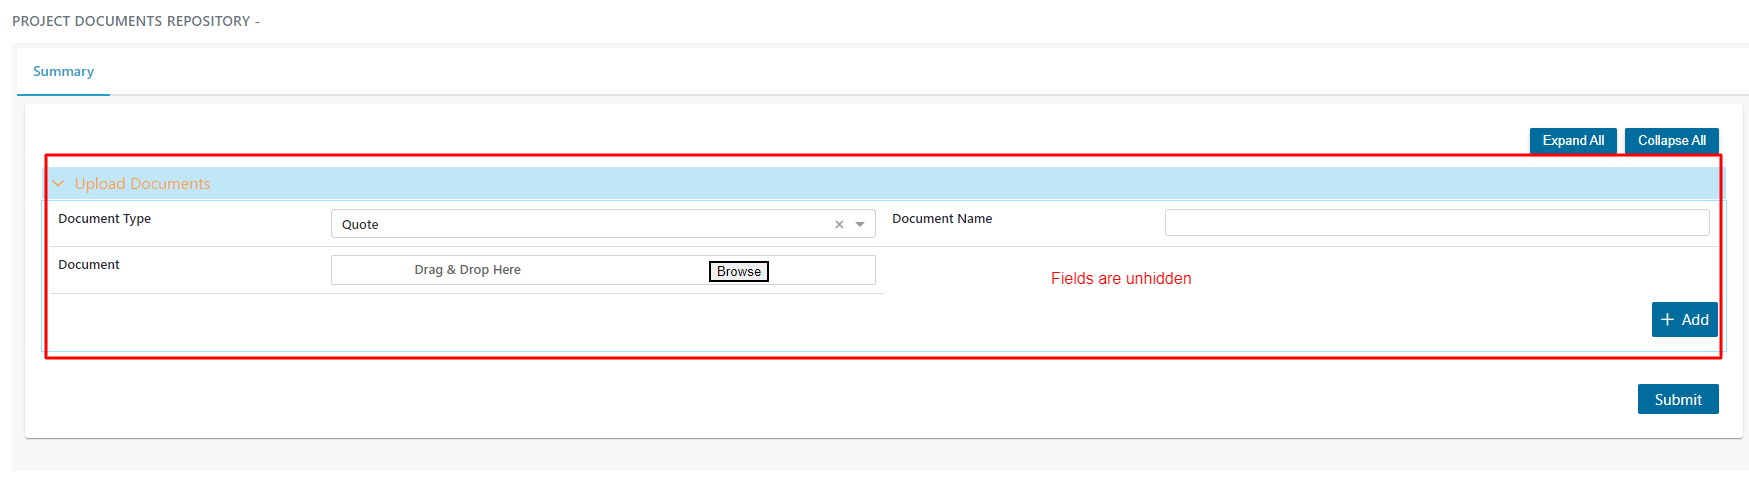 PROJECT DOCUMENTS REPOSITORY -
Summary
Expand All
Collapse All
Upload Documents
Document Type
Quote
Document Name
Document
Drag & Drop Here
Browse
Fields are unhidden
+ Add
Submit